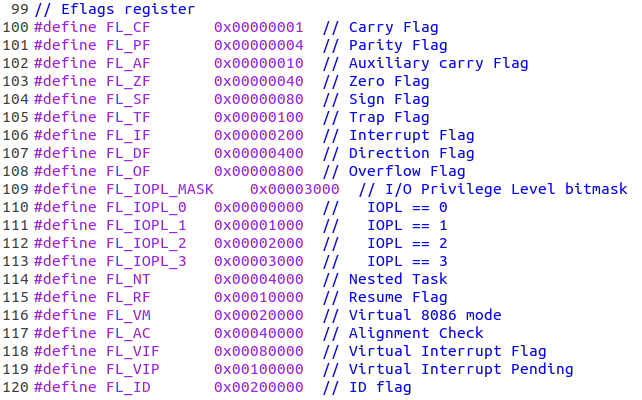 99 // Eflags register
100 #define FL_CF       0x00000001  // Carry Flag
101 #define FL_PF       0x00000004  // Parity Flag
102 #define FL_AF       0x00000010  // Auxiliary carry Flag
103 #define FL_ZF       0x00000040  // Zero Flag
104 #define FL_SF       0x00000080  // Sign Flag
105 #define FL_TF       0x00000100  // Trap Flag
106 #define FL_IF       0x00000200  // Interrupt Flag
107 #define FL_DF       0x00000400  // Direction Flag
108 #define FL_OF       0x00000800  // Overflow Flag
109 #define FL_IOPL_MASK    0x00003000  // I/O Privilege Level bitmask
110 #define FL_IOPL_0   0x00000000  //   IOPL == 0
111 #define FL_IOPL_1   0x00001000  //   IOPL == 1
112 #define FL_IOPL_2   0x00002000  //   IOPL == 2
113 #define FL_IOPL_3   0x00003000  //   IOPL == 3
114 #define FL_NT       0x00004000  // Nested Task
115 #define FL_RF       0x00010000  // Resume Flag
116 #define FL_VM       0x00020000  // Virtual 8086 mode
117 #define FL_AC       0x00040000  // Alignment Check
118 #define FL_VIF      0x00080000  // Virtual Interrupt Flag
119 #define FL_VIP      0x00100000  // Virtual Interrupt Pending
120 #define FL_ID       0x00200000  // ID flag